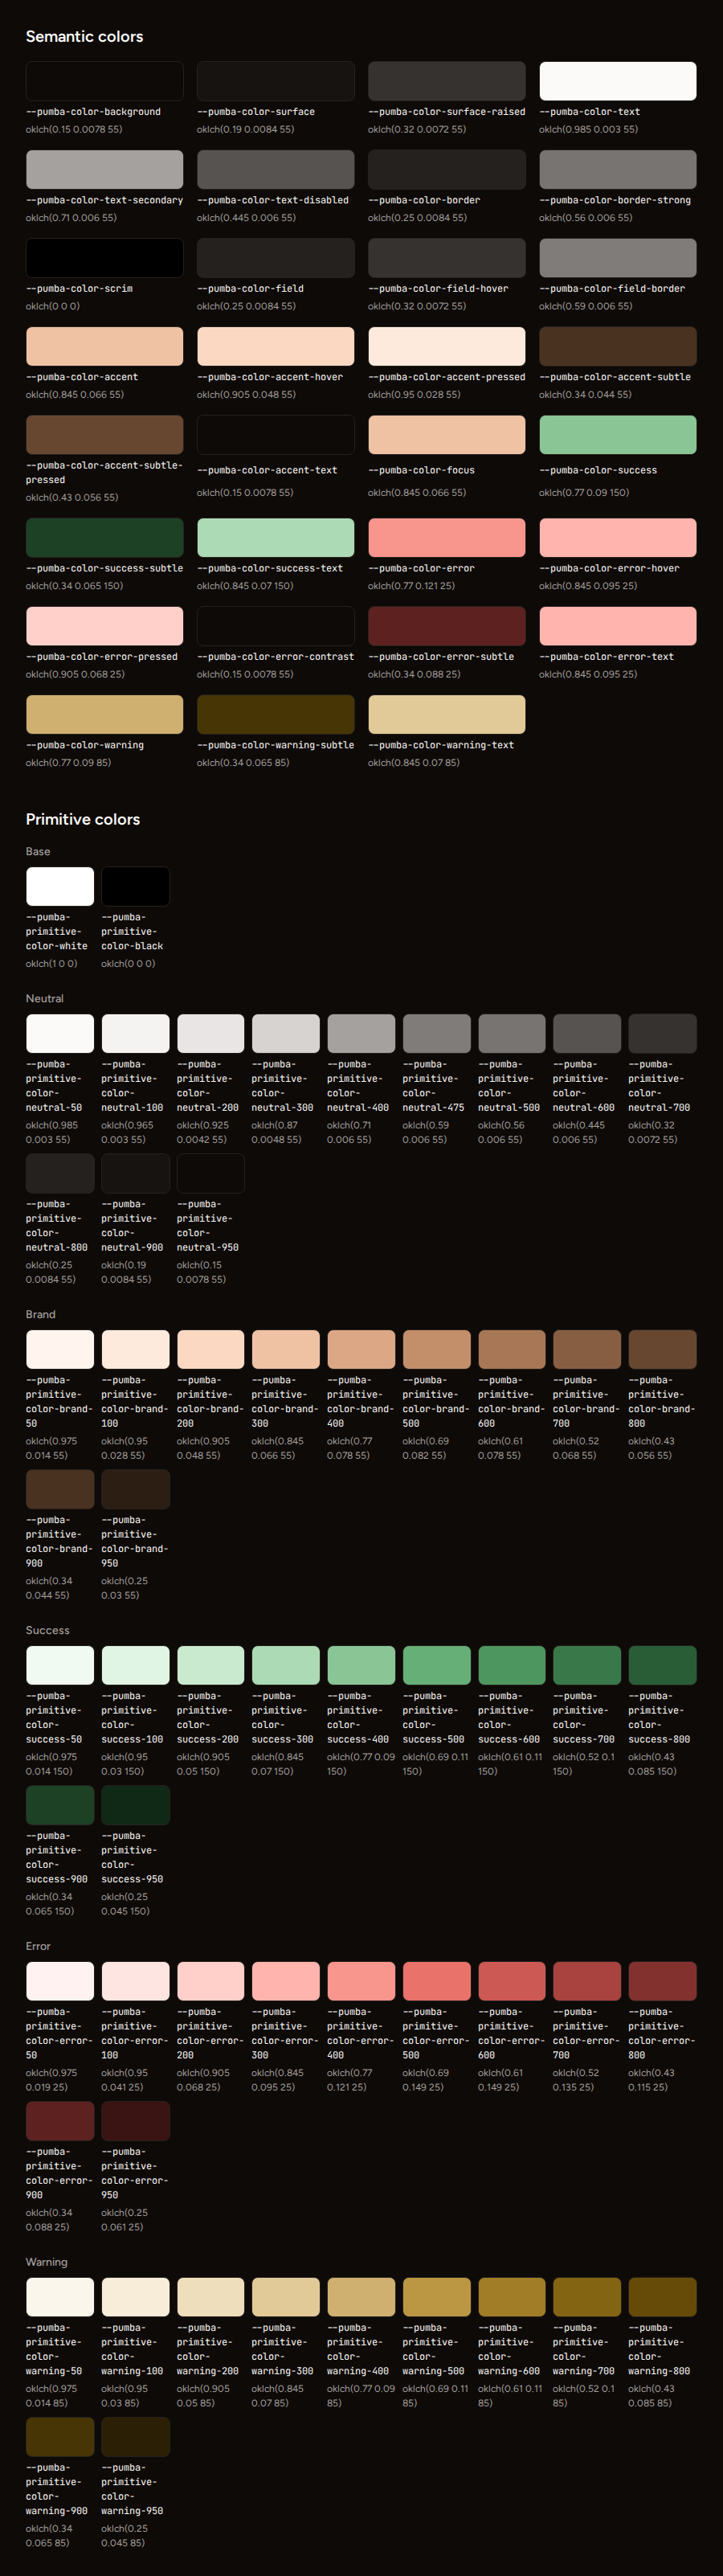 Semantic colors
--pumba-color-background
oklch(0.15 0.0078 55)
--pumba-color-surface
oklch(0.19 0.0084 55)
--pumba-color-surface-raised
oklch(0.32 0.0072 55)
--pumba-color-text
oklch(0.985 0.003 55)
--pumba-color-text-secondary
oklch(0.71 0.006 55)
--pumba-color-text-disabled
oklch(0.445 0.006 55)
--pumba-color-border
oklch(0.25 0.0084 55)
--pumba-color-border-strong
oklch(0.56 0.006 55)
--pumba-color-scrim
oklch(0 0 0)
--pumba-color-field
oklch(0.25 0.0084 55)
--pumba-color-field-hover
oklch(0.32 0.0072 55)
--pumba-color-field-border
oklch(0.59 0.006 55)
--pumba-color-accent
oklch(0.845 0.066 55)
--pumba-color-accent-hover
oklch(0.905 0.048 55)
--pumba-color-accent-pressed
oklch(0.95 0.028 55)
--pumba-color-accent-subtle
oklch(0.34 0.044 55)
--pumba-color-accent-subtle-
pressed
oklch(0.43 0.056 55)
--pumba-color-accent-text
oklch(0.15 0.0078 55)
--pumba-color-focus
oklch(0.845 0.066 55)
--pumba-color-success
oklch(0.77 0.09 150)
--pumba-color-success-subtle
oklch(0.34 0.065 150)
--pumba-color-success-text
oklch(0.845 0.07 150)
--pumba-color-error
oklch(0.77 0.121 25)
--pumba-color-error-hover
oklch(0.845 0.095 25)
--pumba-color-error-pressed
oklch(0.905 0.068 25)
--pumba-color-error-contrast
oklch(0.15 0.0078 55)
--pumba-color-error-subtle
oklch(0.34 0.088 25)
--pumba-color-error-text
oklch(0.845 0.095 25)
--pumba-color-warning
oklch(0.77 0.09 85)
--pumba-color-warning-subtle
oklch(0.34 0.065 85)
--pumba-color-warning-text
oklch(0.845 0.07 85)
Primitive colors
Base
--pumba-
primitive-
color-white
oklch(1 0 0)
--pumba-
primitive-
color-black
oklch(0 0 0)
Neutral
--pumba-
primitive-
color-
neutral-50
oklch(0.985
0.003 55)
--pumba-
primitive-
color-
neutral-100
oklch(0.965
0.003 55)
--pumba-
primitive-
color-
neutral-200
oklch(0.925
0.0042 55)
--pumba-
primitive-
color-
neutral-300
oklch(0.87
0.0048 55)
--pumba-
primitive-
color-
neutral-400
oklch(0.71
0.006 55)
--pumba-
primitive-
color-
neutral-475
oklch(0.59
0.006 55)
--pumba-
primitive-
color-
neutral-500
oklch(0.56
0.006 55)
--pumba-
primitive-
color-
neutral-600
oklch(0.445
0.006 55)
--pumba-
primitive-
color-
neutral-700
oklch(0.32
0.0072 55)
--pumba-
primitive-
color-
neutral-800
oklch(0.25
0.0084 55)
--pumba-
primitive-
color-
neutral-900
oklch(0.19
0.0084 55)
--pumba-
primitive-
color-
neutral-950
oklch(0.15
0.0078 55)
Brand
--pumba-
primitive-
color-brand-
50
oklch(0.975
0.014 55)
--pumba-
primitive-
color-brand-
100
oklch(0.95
0.028 55)
--pumba-
primitive-
color-brand-
200
oklch(0.905
0.048 55)
--pumba-
primitive-
color-brand-
300
oklch(0.845
0.066 55)
--pumba-
primitive-
color-brand-
400
oklch(0.77
0.078 55)
--pumba-
primitive-
color-brand-
500
oklch(0.69
0.082 55)
--pumba-
primitive-
color-brand-
600
oklch(0.61
0.078 55)
--pumba-
primitive-
color-brand-
700
oklch(0.52
0.068 55)
--pumba-
primitive-
color-brand-
800
oklch(0.43
0.056 55)
--pumba-
primitive-
color-brand-
900
oklch(0.34
0.044 55)
--pumba-
primitive-
color-brand-
950
oklch(0.25
0.03 55)
Success
--pumba-
primitive-
color-
success-50
oklch(0.975
0.014 150)
--pumba-
primitive-
color-
success-100
oklch(0.95
0.03 150)
--pumba-
primitive-
color-
success-200
oklch(0.905
0.05 150)
--pumba-
primitive-
color-
success-300
oklch(0.845
0.07 150)
--pumba-
primitive-
color-
success-400
oklch(0.77 0.09
150)
--pumba-
primitive-
color-
success-500
oklch(0.69 0.11
150)
--pumba-
primitive-
color-
success-600
oklch(0.61 0.11
150)
--pumba-
primitive-
color-
success-700
oklch(0.52 0.1
150)
--pumba-
primitive-
color-
success-800
oklch(0.43
0.085 150)
--pumba-
primitive-
color-
success-900
oklch(0.34
0.065 150)
--pumba-
primitive-
color-
success-950
oklch(0.25
0.045 150)
Error
--pumba-
primitive-
color-error-
50
oklch(0.975
0.019 25)
--pumba-
primitive-
color-error-
100
oklch(0.95
0.041 25)
--pumba-
primitive-
color-error-
200
oklch(0.905
0.068 25)
--pumba-
primitive-
color-error-
300
oklch(0.845
0.095 25)
--pumba-
primitive-
color-error-
400
oklch(0.77
0.121 25)
--pumba-
primitive-
color-error-
500
oklch(0.69
0.149 25)
--pumba-
primitive-
color-error-
600
oklch(0.61
0.149 25)
--pumba-
primitive-
color-error-
700
oklch(0.52
0.135 25)
--pumba-
primitive-
color-error-
800
oklch(0.43
0.115 25)
--pumba-
primitive-
color-error-
900
oklch(0.34
0.088 25)
--pumba-
primitive-
color-error-
950
oklch(0.25
0.061 25)
Warning
--pumba-
primitive-
color-
warning-50
oklch(0.975
0.014 85)
--pumba-
primitive-
color-
warning-100
oklch(0.95
0.03 85)
--pumba-
primitive-
color-
warning-200
oklch(0.905
0.05 85)
--pumba-
primitive-
color-
warning-300
oklch(0.845
0.07 85)
--pumba-
primitive-
color-
warning-400
oklch(0.77 0.09
85)
--pumba-
primitive-
color-
warning-500
oklch(0.69 0.11
85)
--pumba-
primitive-
color-
warning-600
oklch(0.61 0.11
85)
--pumba-
primitive-
color-
warning-700
oklch(0.52 0.1
85)
--pumba-
primitive-
color-
warning-800
oklch(0.43
0.085 85)
--pumba-
primitive-
color-
warning-900
oklch(0.34
0.065 85)
--pumba-
primitive-
color-
warning-950
oklch(0.25
0.045 85)